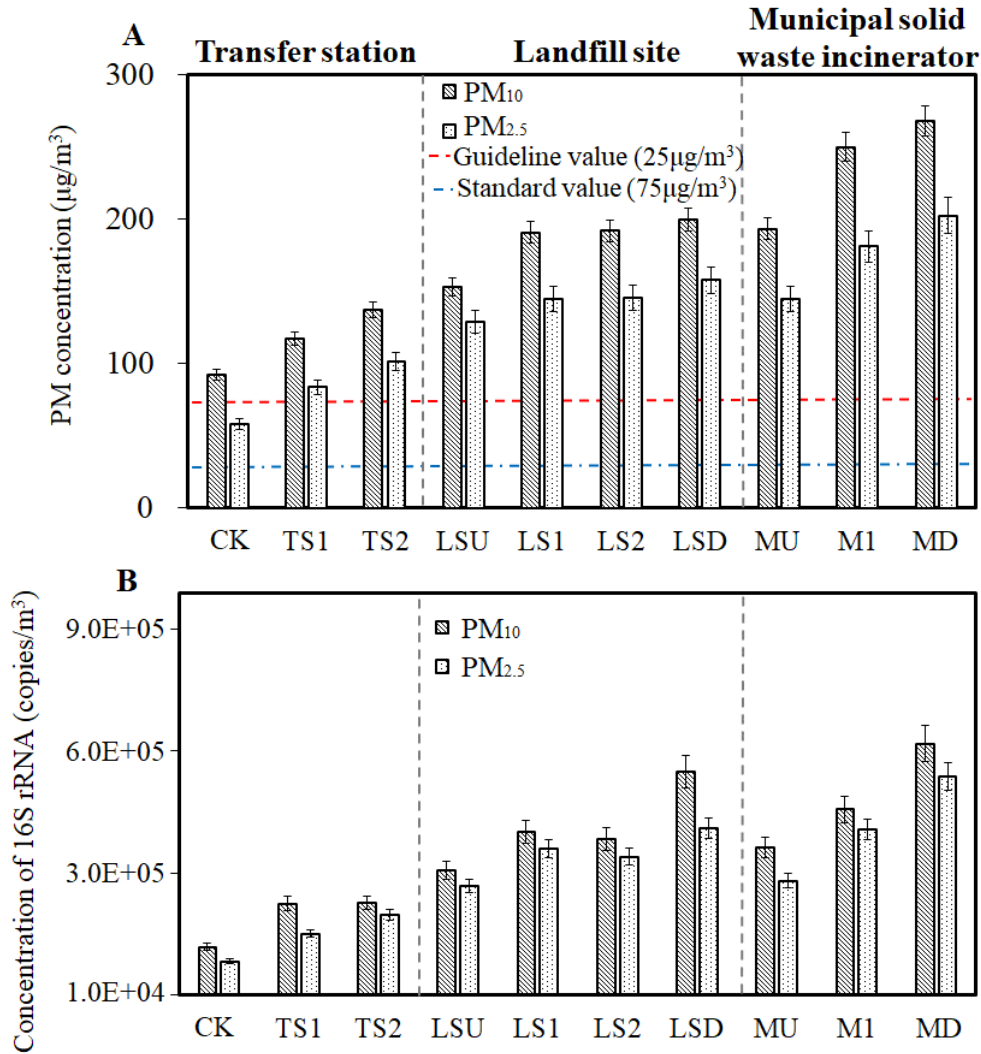 A
Transfer station
Landfill site
Municipal solid
waste incinerator
PM concentration (μg/m³)
300
200
100
0
PM₁₀
PM₂.₅
Guideline value (25μg/m³)
Standard value (75μg/m³)
CK TS1 TS2 LSU LS1 LS2 LSD MU M1 MD
B
Concentration of 16S rRNA (copies/m³)
9.0E+05
6.0E+05
3.0E+05
1.0E+04
PM₁₀
PM₂.₅
CK TS1 TS2 LSU LS1 LS2 LSD MU M1 MD